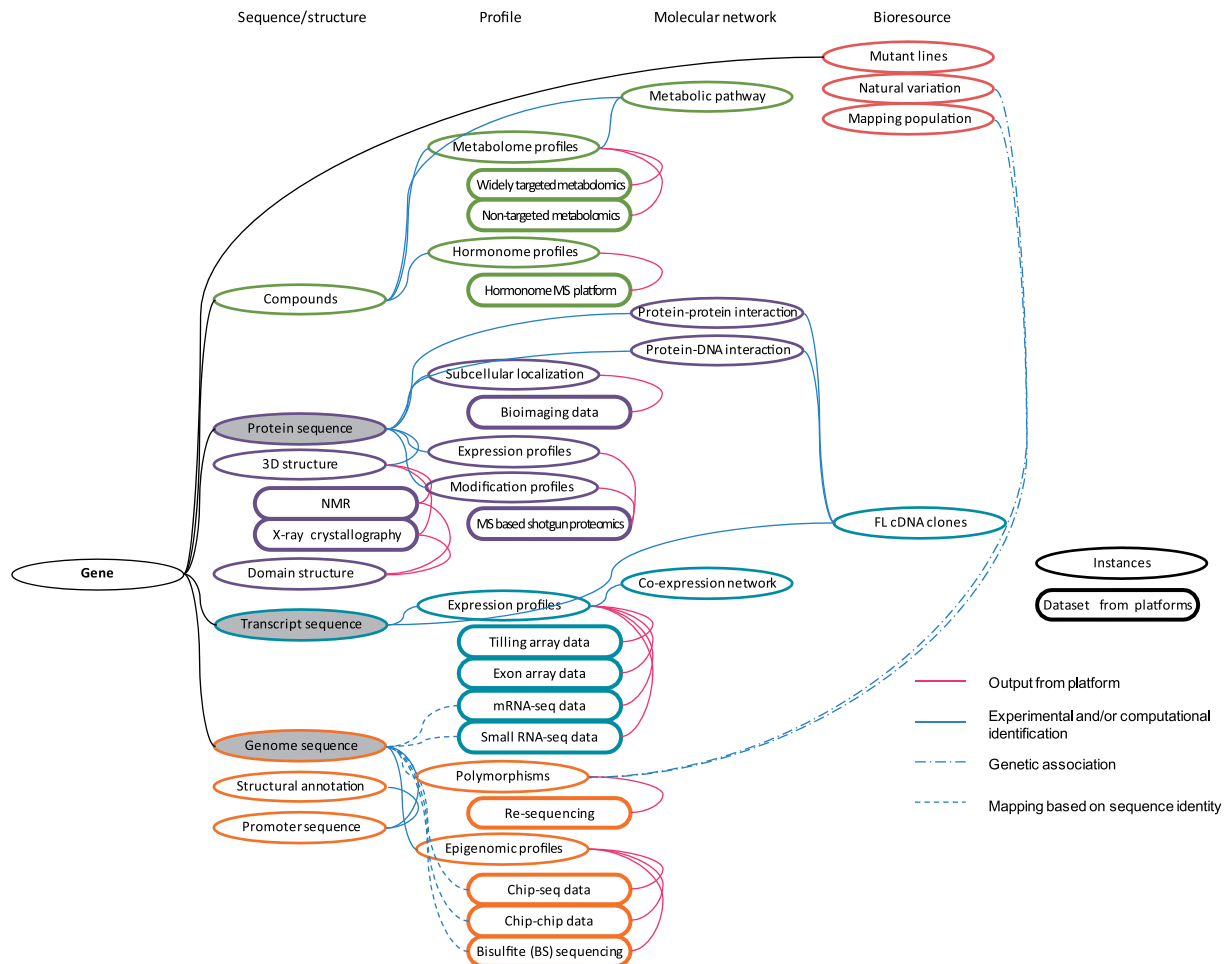 Sequence/structure
Profile
Molecular network
Bioresource
Mutant lines
Natural variation
Mapping population
Metabolic pathway
Metabolome profiles
Widely targeted metabolomics
Non-targeted metabolomics
Hormonome profiles
Hormonome MS platform
Compounds
Protein-protein interaction
Protein-DNA interaction
Subcellular localization
Bioimaging data
Protein sequence
Expression profiles
3D structure
Modification profiles
NMR
MS based shotgun proteomics
X-ray crystallography
FL cDNA clones
Domain structure
Gene
Co-expression network
Expression profiles
Transcript sequence
Tilling array data
Exon array data
mRNA-seq data
Small RNA-seq data
Genome sequence
Polymorphisms
Structural annotation
Re-sequencing
Promoter sequence
Epigenomic profiles
Chip-seq data
Chip-chip data
Bisulfite (BS) sequencing
Instances
Dataset from platforms
Output from platform
Experimental and/or computational
identification
Genetic association
Mapping based on sequence identity